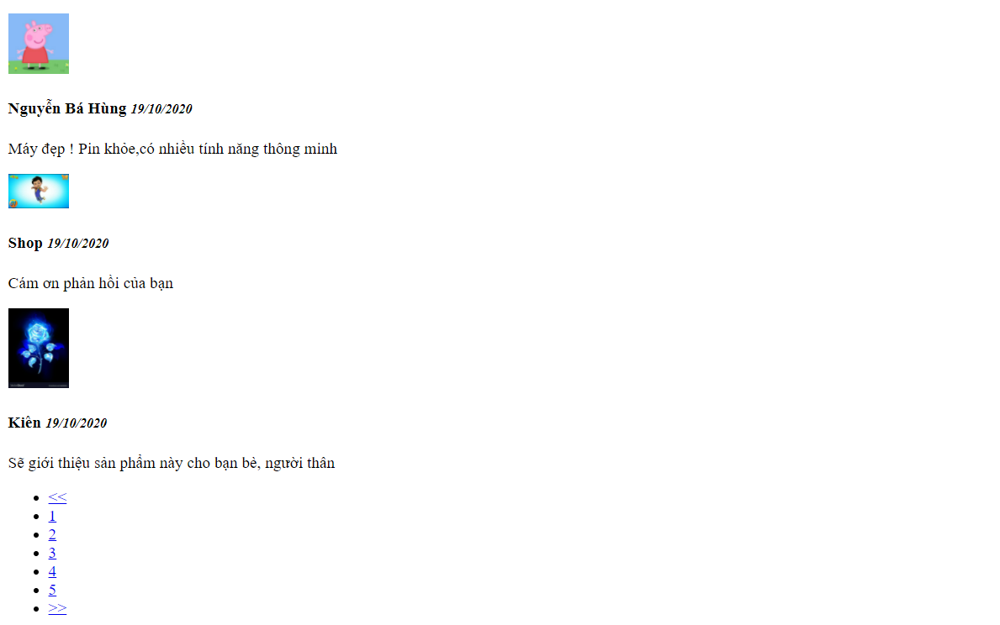 Nguyễn Bá Hùng 19/10/2020
Máy đẹp ! Pin khỏe,có nhiều tính năng thông minh
Shop 19/10/2020
Cám ơn phản hồi của bạn
Kiên 19/10/2020
Sẽ giới thiệu sản phẩm này cho bạn bè, người thân
<<
1
2
3
4
5
>>